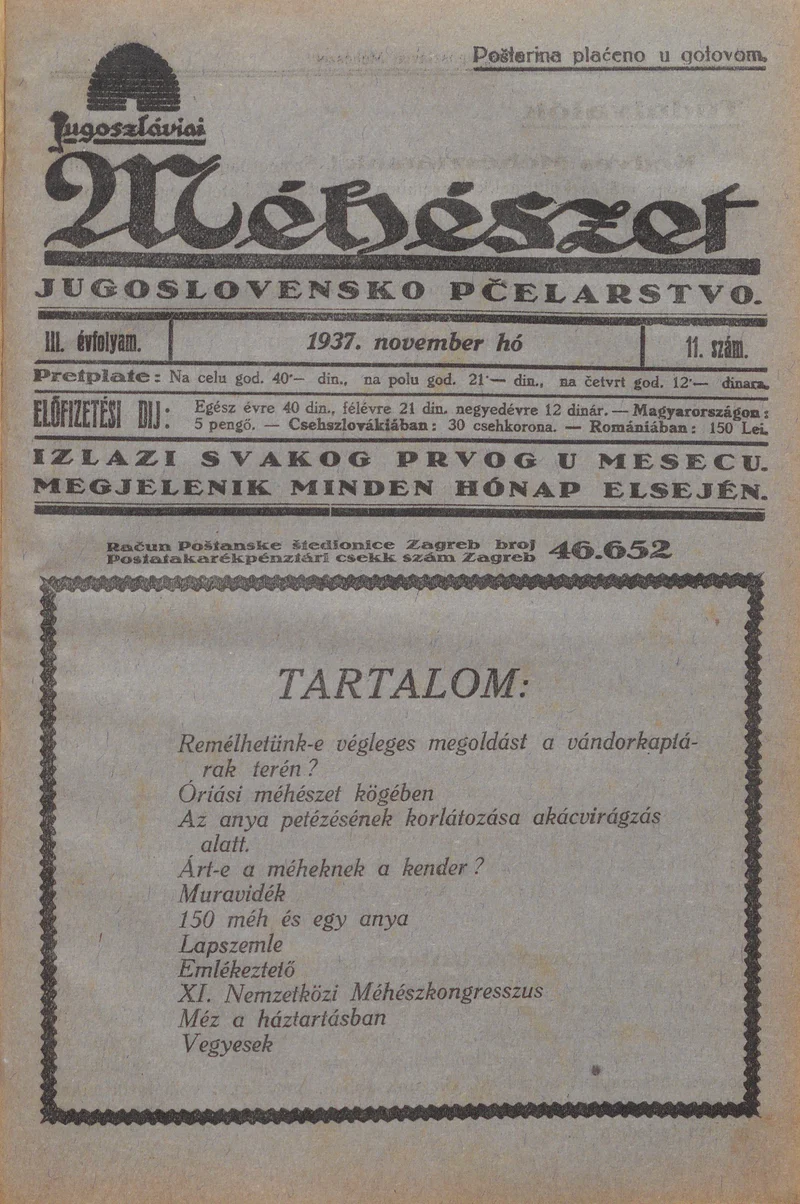 Poštarina plaćeno u gotovom.
Jugoszláviai
Méhészet
JUGOSLOVENSKO PČELARSTVO.
III. évfolyam.
1937. november hó
11. szám.
Pretplate: Na celu god. 40·— din., na polu god. 21·— din., na četvrt god. 12·— dinara.
ELŐFIZETÉSI DIJ:
Egész évre 40 din., félévre 21 din. negyedévre 12 dinár. — Magyarországon:
5 pengő. — Csehszlovákiában: 30 csehkorona. — Romániában: 150 Lei.
IZLAZI SVAKOG PRVOG U MESECU.
MEGJELENIK MINDEN HÓNAP ELSEJÉN.
Račun Poštanske štedionice Zagreb broj
Postatakarékpénztári csekk szám Zagreb
46.652
TARTALOM:
Remélhetünk-e végleges megoldást a vándorkaptá-
rak terén?
Óriási méhészet kögében
Az anya petézésének korlátozása akácvirágzás
alatt.
Árt-e a méheknek a kender?
Muravidék
150 méh és egy anya
Lapszemle
Emlékeztető
XI. Nemzetközi Méhészkongresszus
Méz a háztartásban
Vegyesek